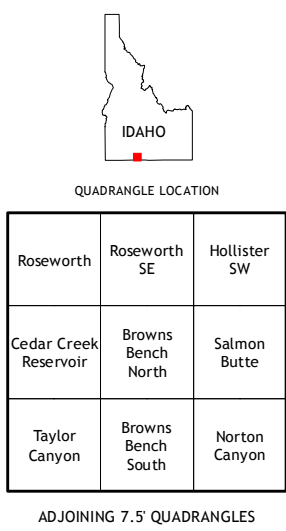 IDAHO
QUADRANGLE LOCATION
Roseworth
Roseworth
SE
Hollister
SW
Cedar Creek
Reservoir
Browns
Bench
North
Salmon
Butte
Taylor
Canyon
Browns
Bench
South
Norton
Canyon
ADJOINING 7.5' QUADRANGLES